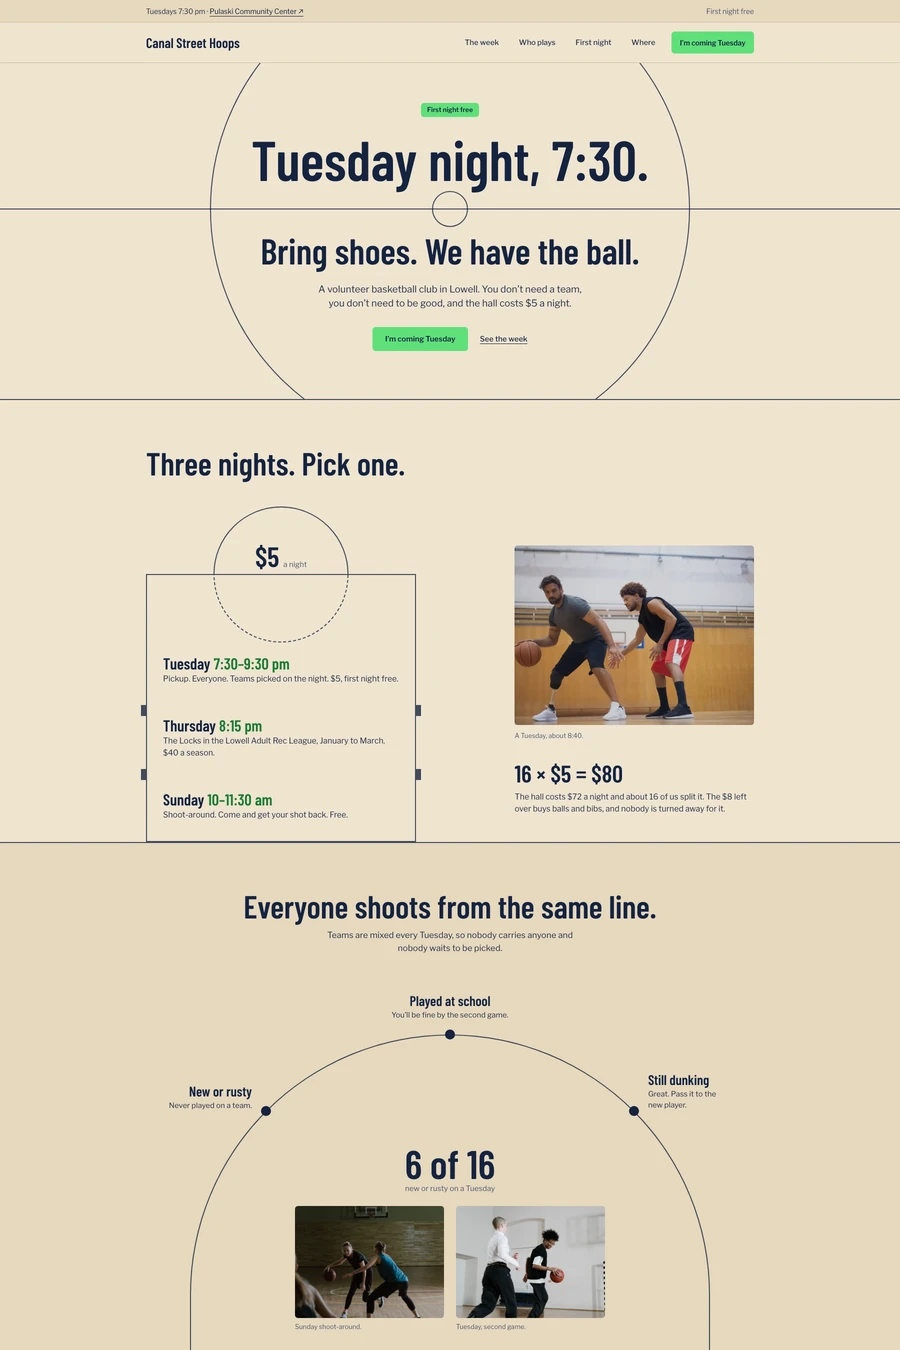 Tuesdays 7:30 pm · Pulaski Community Center ↗
First night free
Canal Street Hoops
The week
Who plays
First night
Where
I'm coming Tuesday
First night free
Tuesday night, 7:30.
Bring shoes. We have the ball.
A volunteer basketball club in Lowell. You don't need a team,
you don't need to be good, and the hall costs $5 a night.
I'm coming Tuesday
See the week
Three nights. Pick one.
$5 a night
Tuesday 7:30–9:30 pm
Pickup. Everyone. Teams picked on the night. $5, first night free.
Thursday 8:15 pm
The Locks in the Lowell Adult Rec League, January to March.
$40 a season.
Sunday 10–11:30 am
Shoot-around. Come and get your shot back. Free.
A Tuesday, about 8:40.
16 × $5 = $80
The hall costs $72 a night and about 16 of us split it. The $8 left
over buys balls and bibs, and nobody is turned away for it.
Everyone shoots from the same line.
Teams are mixed every Tuesday, so nobody carries anyone and
nobody waits to be picked.
Played at school
You'll be fine by the second game.
New or rusty
Never played on a team.
Still dunking
Great. Pass it to the
new player.
6 of 16
new or rusty on a Tuesday
Sunday shoot-around.
Tuesday, second game.